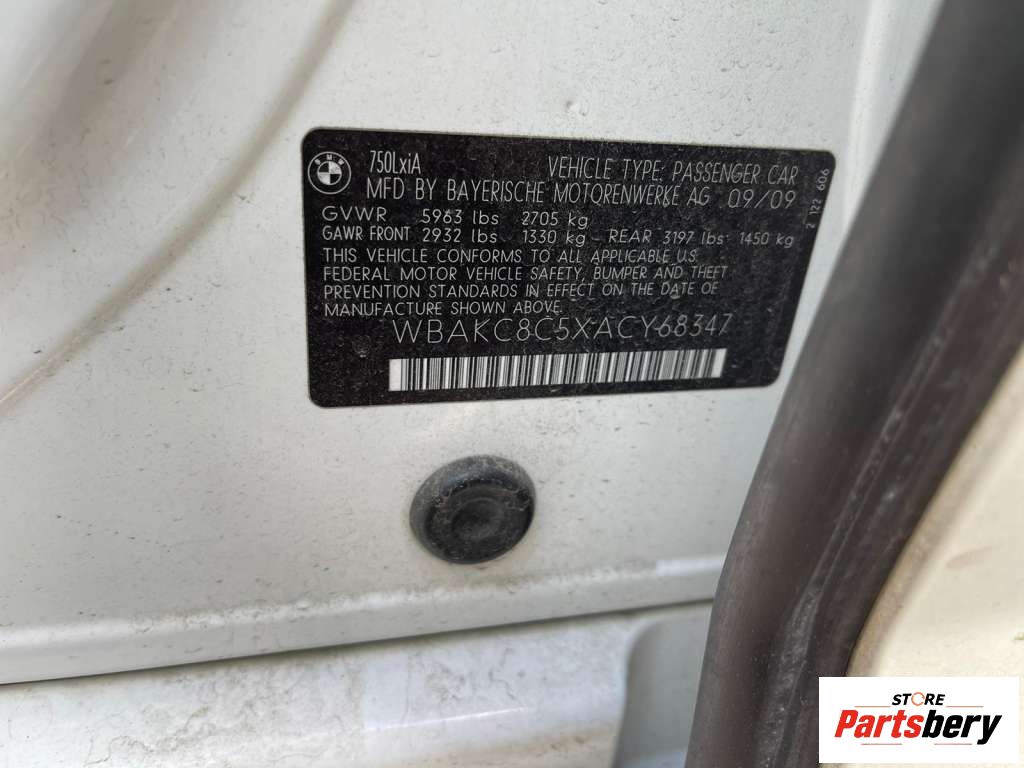 BMW
750LxiA VEHICLE TYPE: PASSENGER CAR
MFD BY BAYERISCHE MOTORENWERKE AG 09/09
GVWR 5963 lbs 2705 kg
GAWR FRONT 2932 lbs 1330 kg - REAR 3197 lbs 1450 kg
THIS VEHICLE CONFORMS TO ALL APPLICABLE U.S.
FEDERAL MOTOR VEHICLE SAFETY, BUMPER AND THEFT
PREVENTION STANDARDS IN EFFECT ON THE DATE OF
MANUFACTURE SHOWN ABOVE.
WBAKC8C5XACY68347
2 122 606
STORE
Partsbery